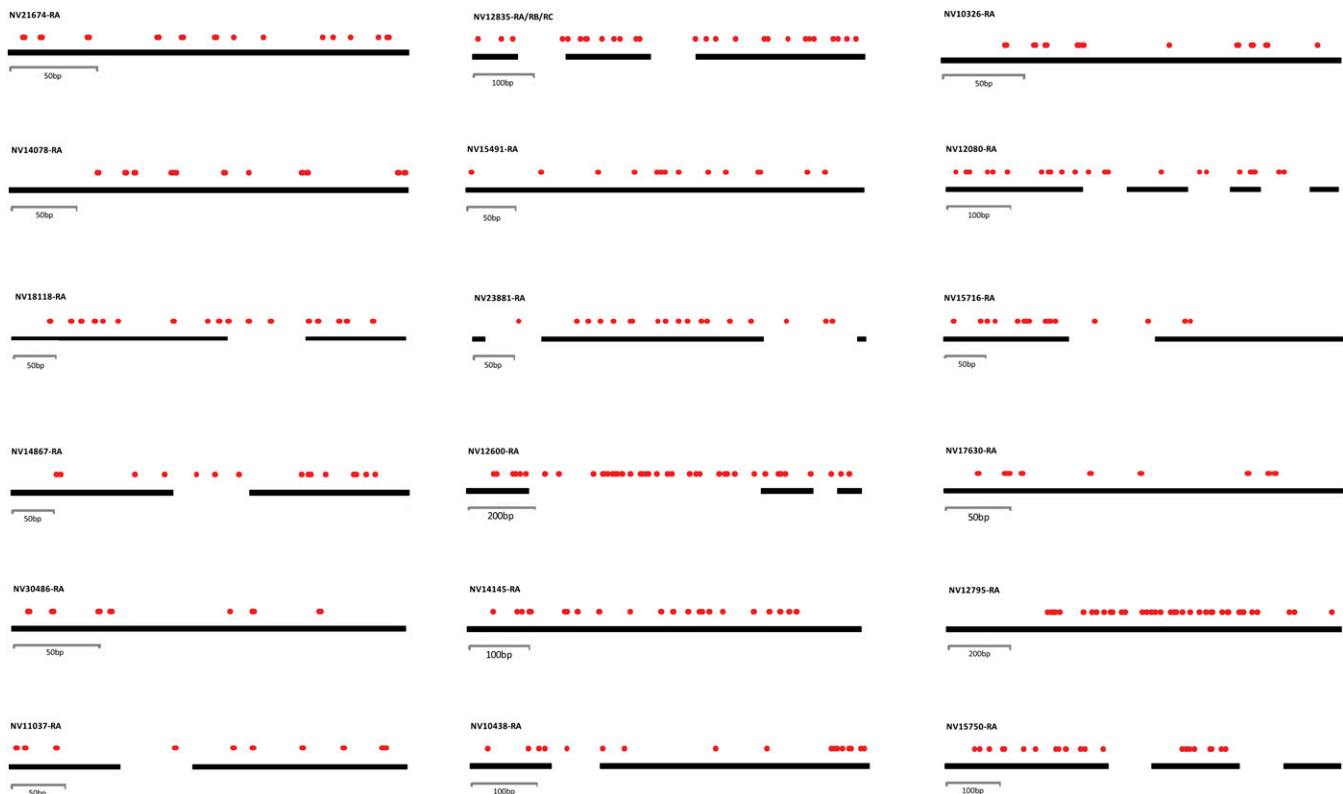 NV21674-RA
50bp
NV12835-RA/RB/RC
100bp
NV10326-RA
50bp
NV14078-RA
50bp
NV15491-RA
50bp
NV12080-RA
100bp
NV18118-RA
50bp
NV23881-RA
50bp
NV15716-RA
50bp
NV14867-RA
50bp
NV12600-RA
200bp
NV17630-RA
50bp
NV30486-RA
50bp
NV14145-RA
100bp
NV12795-RA
200bp
NV11037-RA
50bp
NV10438-RA
100bp
NV15750-RA
100bp